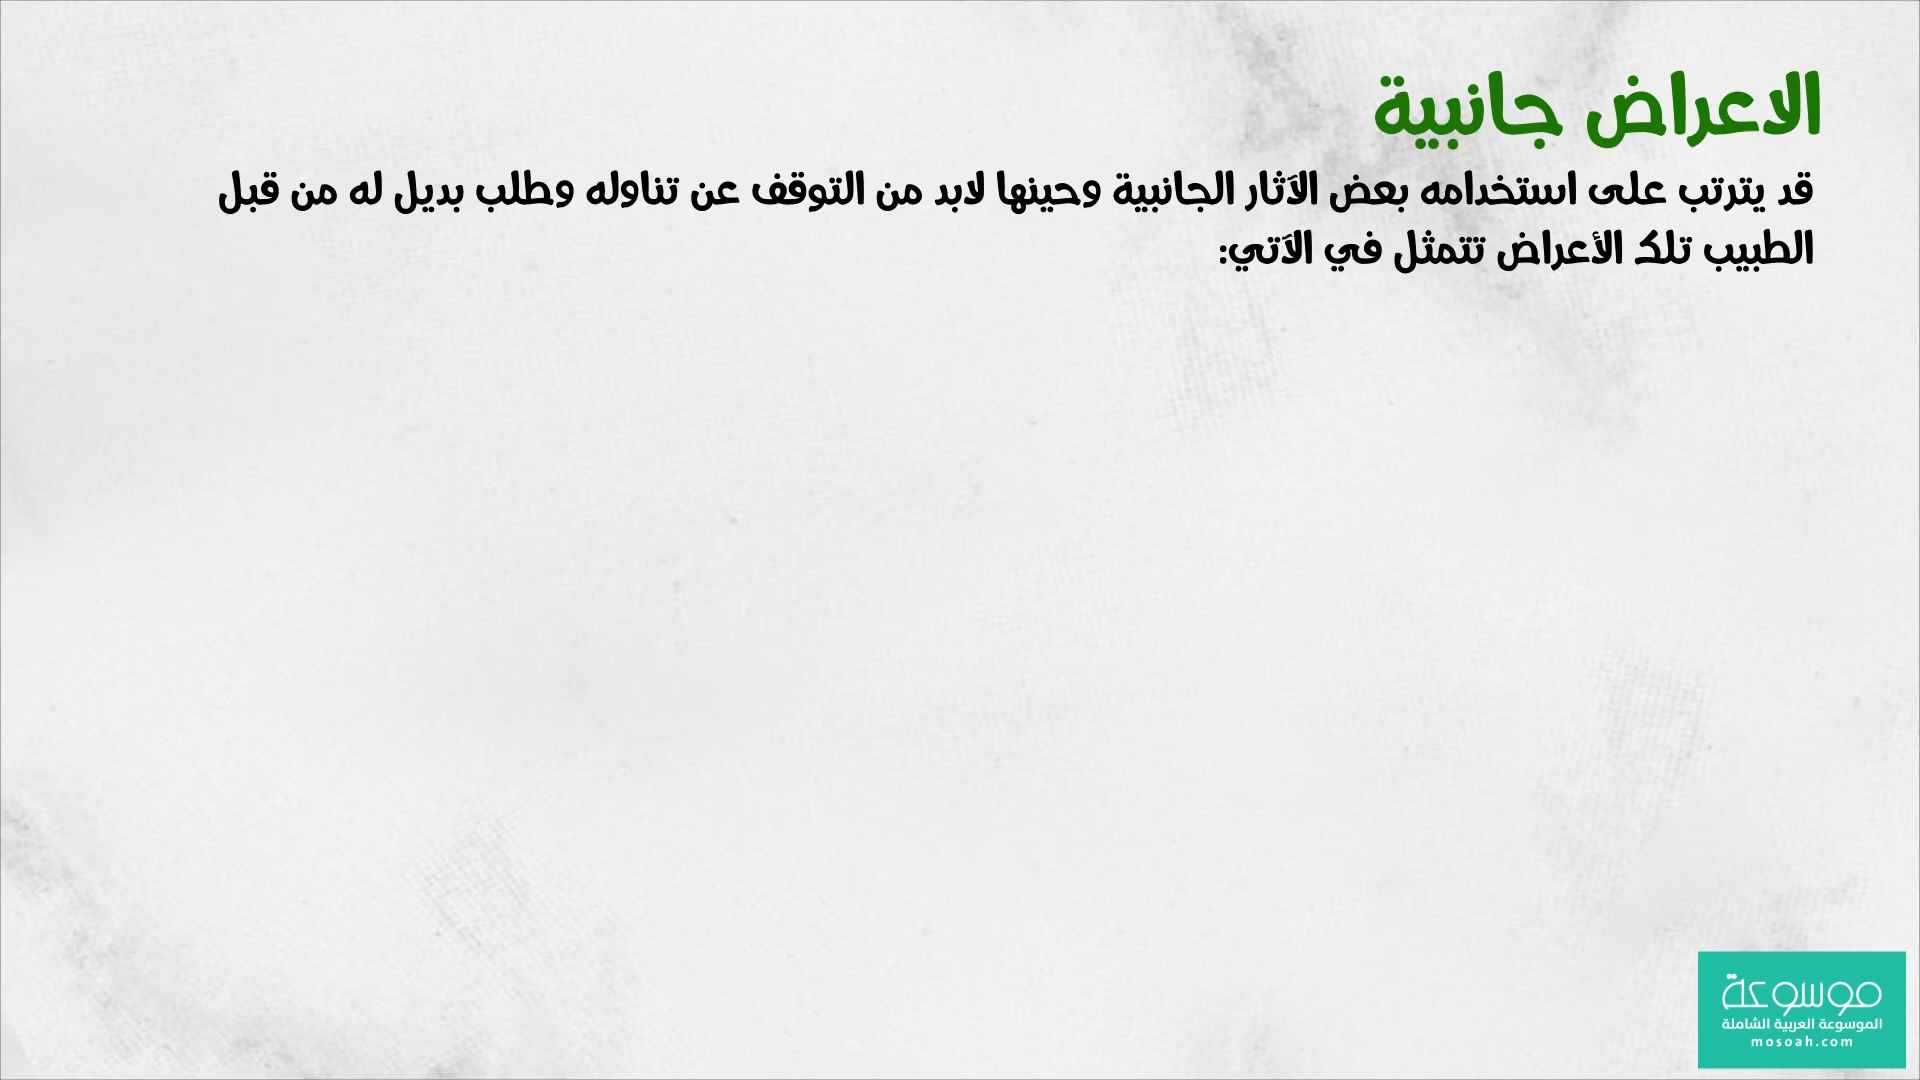 الاعراض جانبية
قد يترتب على استخدامه بعض الآثار الجانبية وحينها لابد من التوقف عن تناوله وطلب بديل له من قبل
الطبيب تلك الأعراض تتمثل في الآتي:
موسوعة
الموسوعة العربية الشاملة
mosoah.com